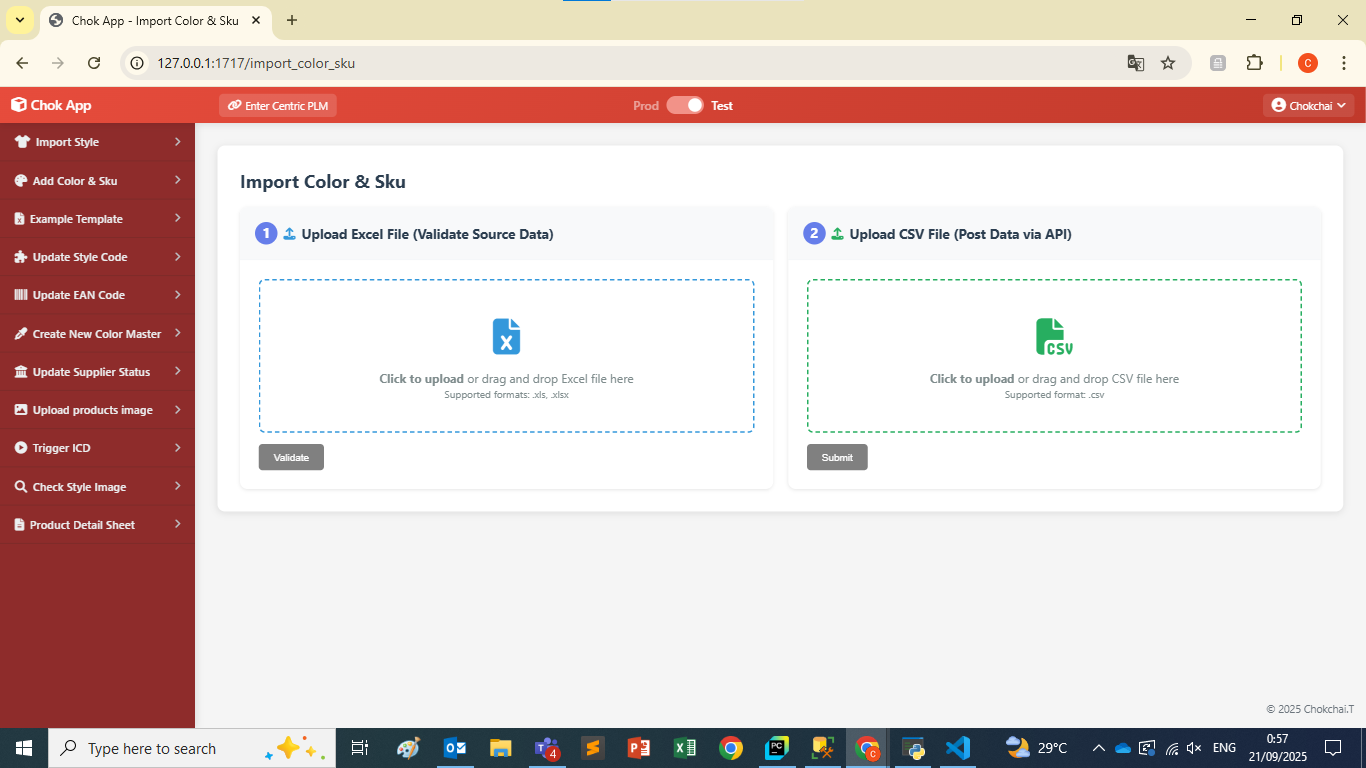 Chok App - Import Color & Sku
127.0.0.1:1717/import_color_sku
C
Chok App
Enter Centric PLM
Prod
Test
Chokchai
Import Style
Add Color & Sku
Example Template
Update Style Code
Update EAN Code
Create New Color Master
Update Supplier Status
Upload products image
Trigger ICD
Check Style Image
Product Detail Sheet
Import Color & Sku
1 Upload Excel File (Validate Source Data)
X
Click to upload or drag and drop Excel file here
Supported formats: .xls, .xlsx
Validate
2 Upload CSV File (Post Data via API)
CSV
Click to upload or drag and drop CSV file here
Supported format: .csv
Submit
© 2025 Chokchai.T
Type here to search
4
PC
C
29°C
ENG
0:57
21/09/2025